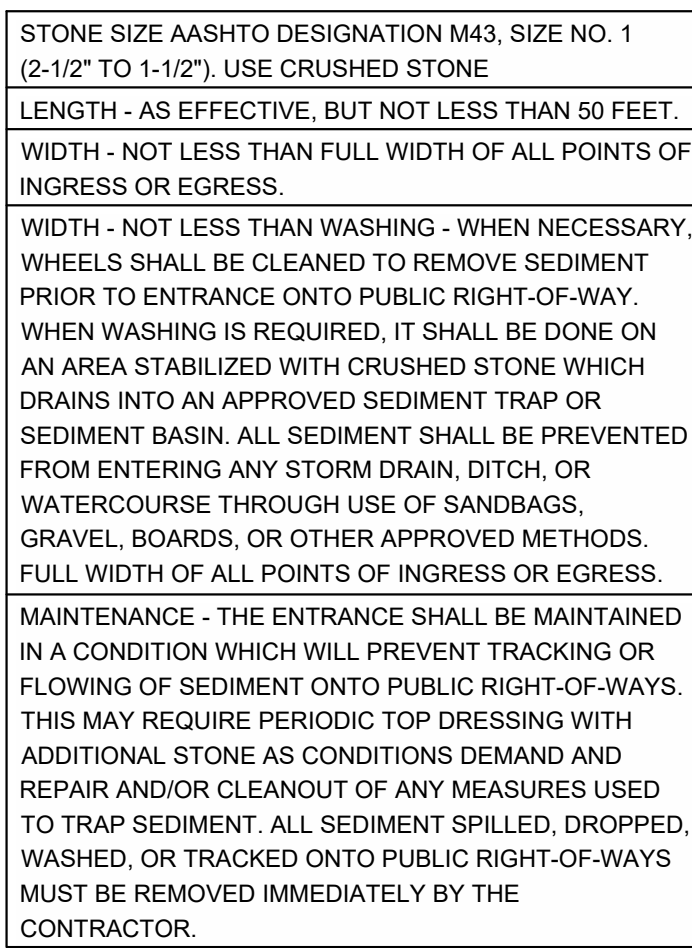 STONE SIZE AASHTO DESIGNATION M43, SIZE NO. 1
(2-1/2" TO 1-1/2"). USE CRUSHED STONE
LENGTH - AS EFFECTIVE, BUT NOT LESS THAN 50 FEET.
WIDTH - NOT LESS THAN FULL WIDTH OF ALL POINTS OF
INGRESS OR EGRESS.
WIDTH - NOT LESS THAN WASHING - WHEN NECESSARY,
WHEELS SHALL BE CLEANED TO REMOVE SEDIMENT
PRIOR TO ENTRANCE ONTO PUBLIC RIGHT-OF-WAY.
WHEN WASHING IS REQUIRED, IT SHALL BE DONE ON
AN AREA STABILIZED WITH CRUSHED STONE WHICH
DRAINS INTO AN APPROVED SEDIMENT TRAP OR
SEDIMENT BASIN. ALL SEDIMENT SHALL BE PREVENTED
FROM ENTERING ANY STORM DRAIN, DITCH, OR
WATERCOURSE THROUGH USE OF SANDBAGS,
GRAVEL, BOARDS, OR OTHER APPROVED METHODS.
FULL WIDTH OF ALL POINTS OF INGRESS OR EGRESS.
MAINTENANCE - THE ENTRANCE SHALL BE MAINTAINED
IN A CONDITION WHICH WILL PREVENT TRACKING OR
FLOWING OF SEDIMENT ONTO PUBLIC RIGHT-OF-WAYS.
THIS MAY REQUIRE PERIODIC TOP DRESSING WITH
ADDITIONAL STONE AS CONDITIONS DEMAND AND
REPAIR AND/OR CLEANOUT OF ANY MEASURES USED
TO TRAP SEDIMENT. ALL SEDIMENT SPILLED, DROPPED,
WASHED, OR TRACKED ONTO PUBLIC RIGHT-OF-WAYS
MUST BE REMOVED IMMEDIATELY BY THE
CONTRACTOR.